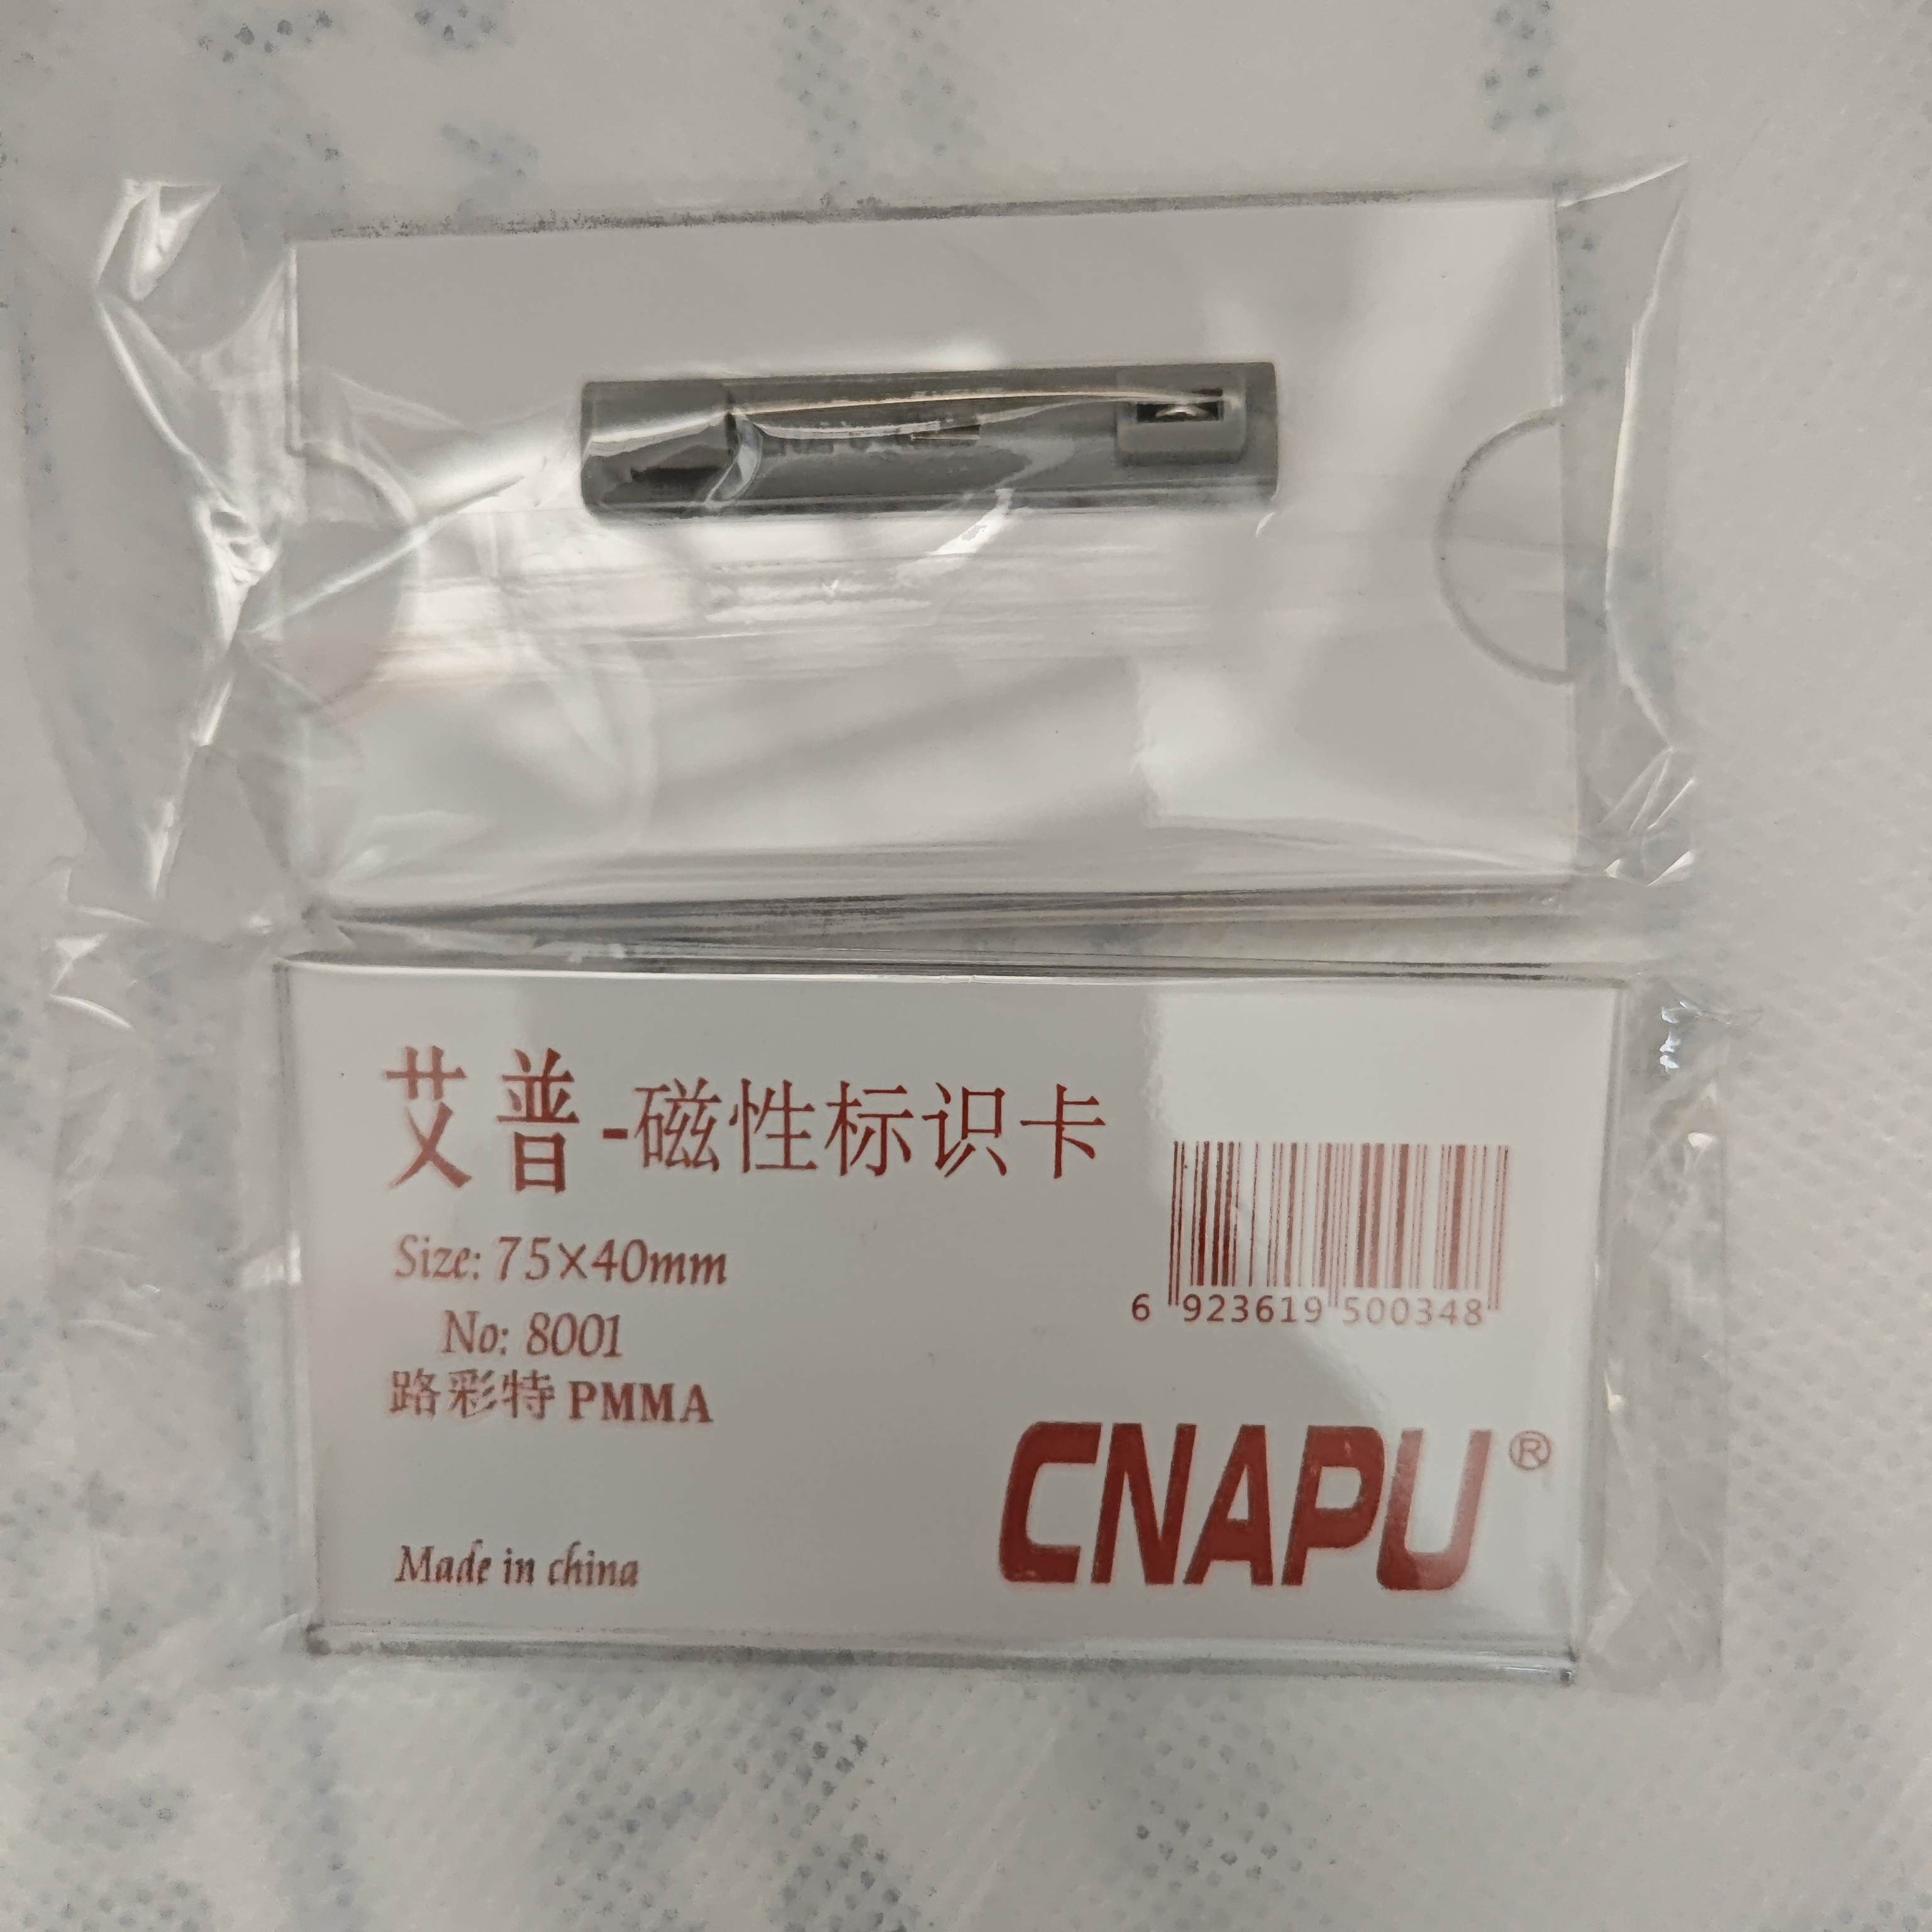 艾普-磁性标识卡
Size: 75×40mm
No: 8001
路彩特 PMMA
6 923619 500348
CNAPU®
Made in china